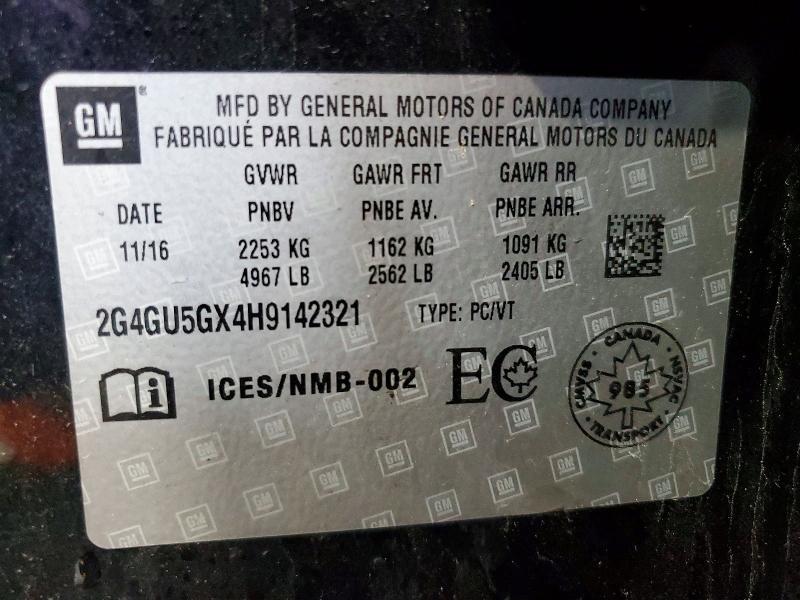 GM
MFD BY GENERAL MOTORS OF CANADA COMPANY
FABRIQUÉ PAR LA COMPAGNIE GENERAL MOTORS DU CANADA
GVWR GAWR FRT GAWR RR
DATE PNBV PNBE AV. PNBE ARR.
11/16 2253 KG 1162 KG 1091 KG
4967 LB 2562 LB 2405 LB
2G4GU5GX4H9142321 TYPE: PC/VT
i ICES/NMB-002 EC
CANADA
CMVSS 985 NSVAC
TRANSPORT